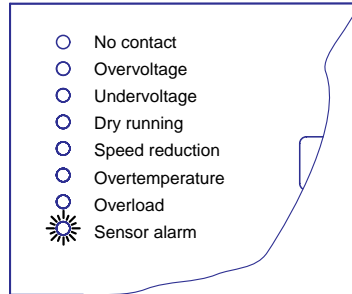 No contact
Overvoltage
Undervoltage
Dry running
Speed reduction
Overtemperature
Overload
Sensor alarm